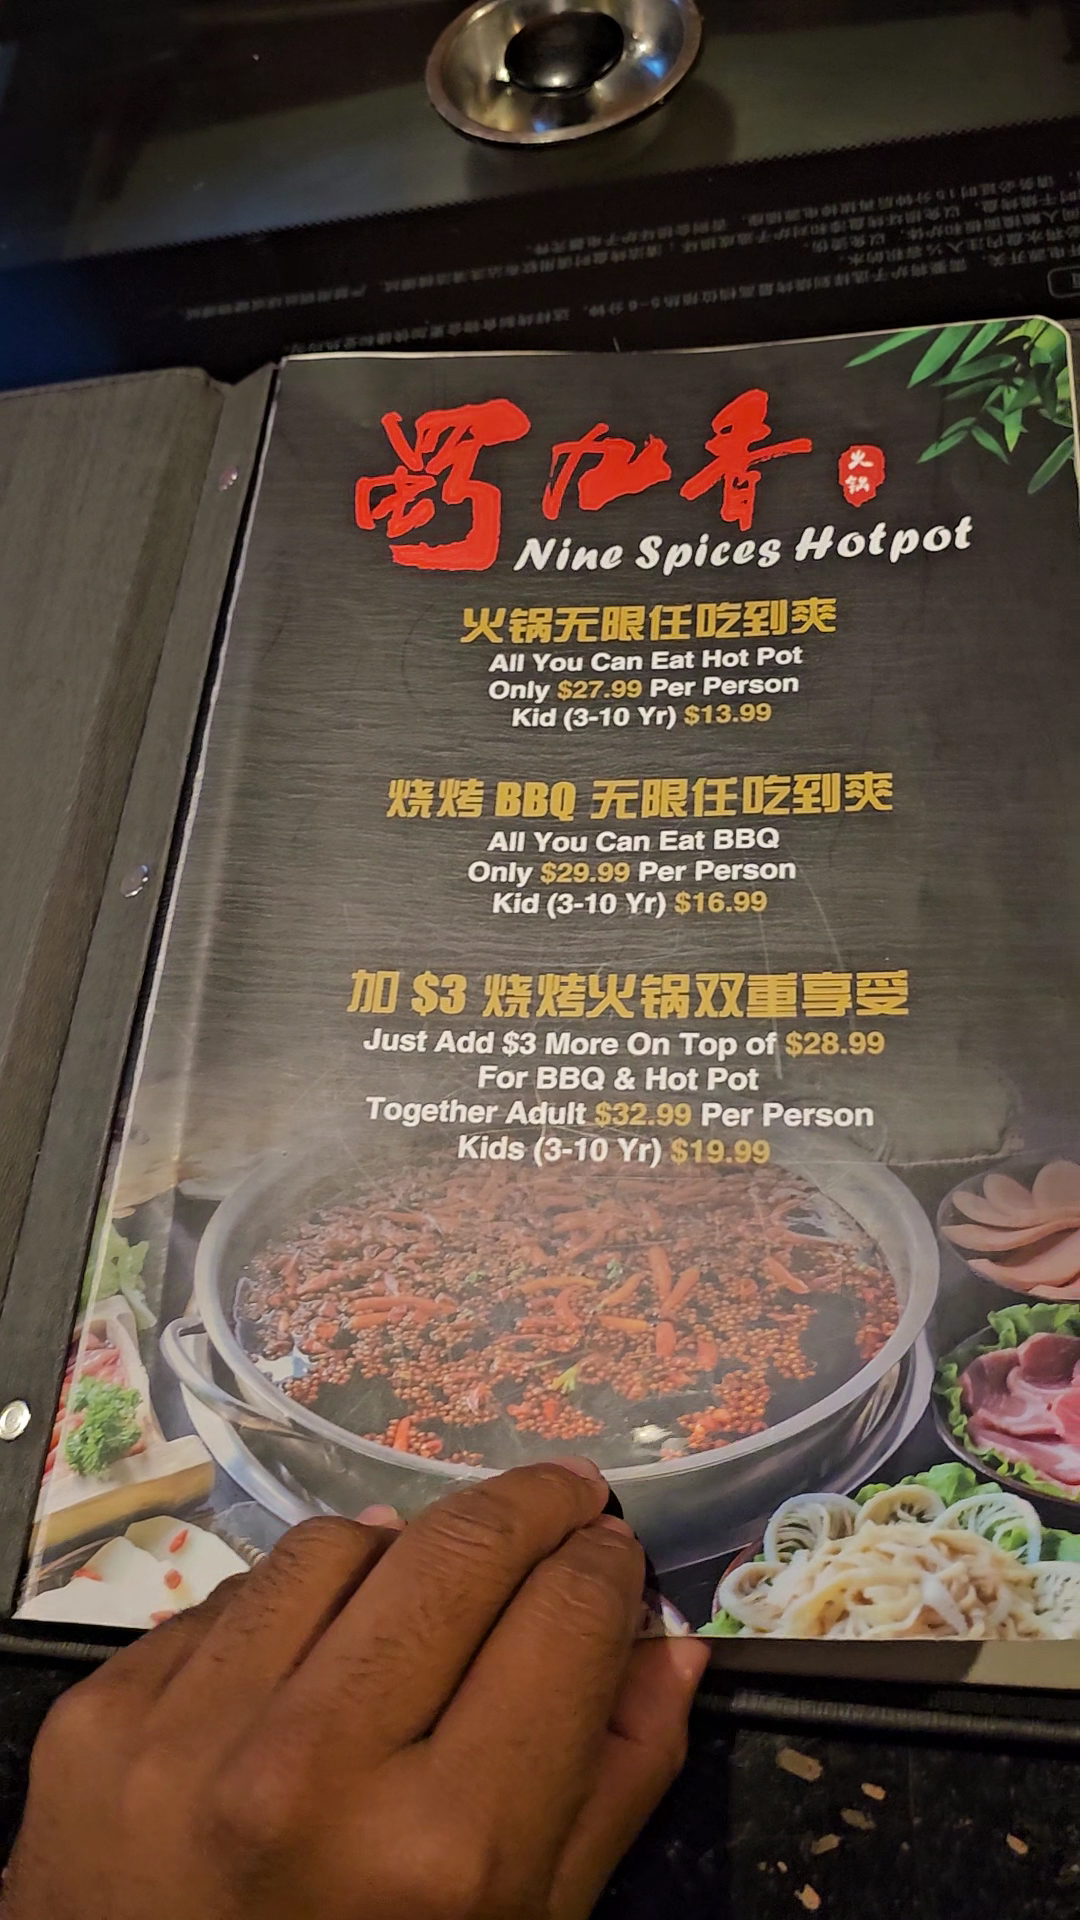 蜀九香
火锅
Nine Spices Hotpot
火锅无限任吃到爽
All You Can Eat Hot Pot
Only $27.99 Per Person
Kid (3-10 Yr) $13.99
烧烤 BBQ 无限任吃到爽
All You Can Eat BBQ
Only $29.99 Per Person
Kid (3-10 Yr) $16.99
加 $3 烧烤火锅双重享受
Just Add $3 More On Top of $28.99
For BBQ & Hot Pot
Together Adult $32.99 Per Person
Kids (3-10 Yr) $19.99